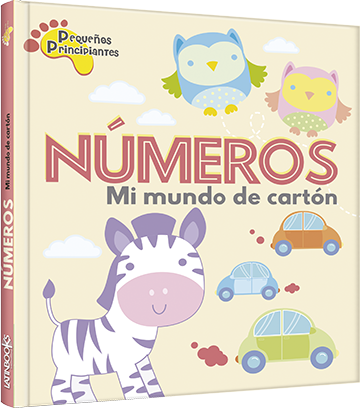 Pequeños
Principiantes
NÚMEROS
Mi mundo de cartón
NÚMEROS Mi mundo de cartón
LATINBOOKS